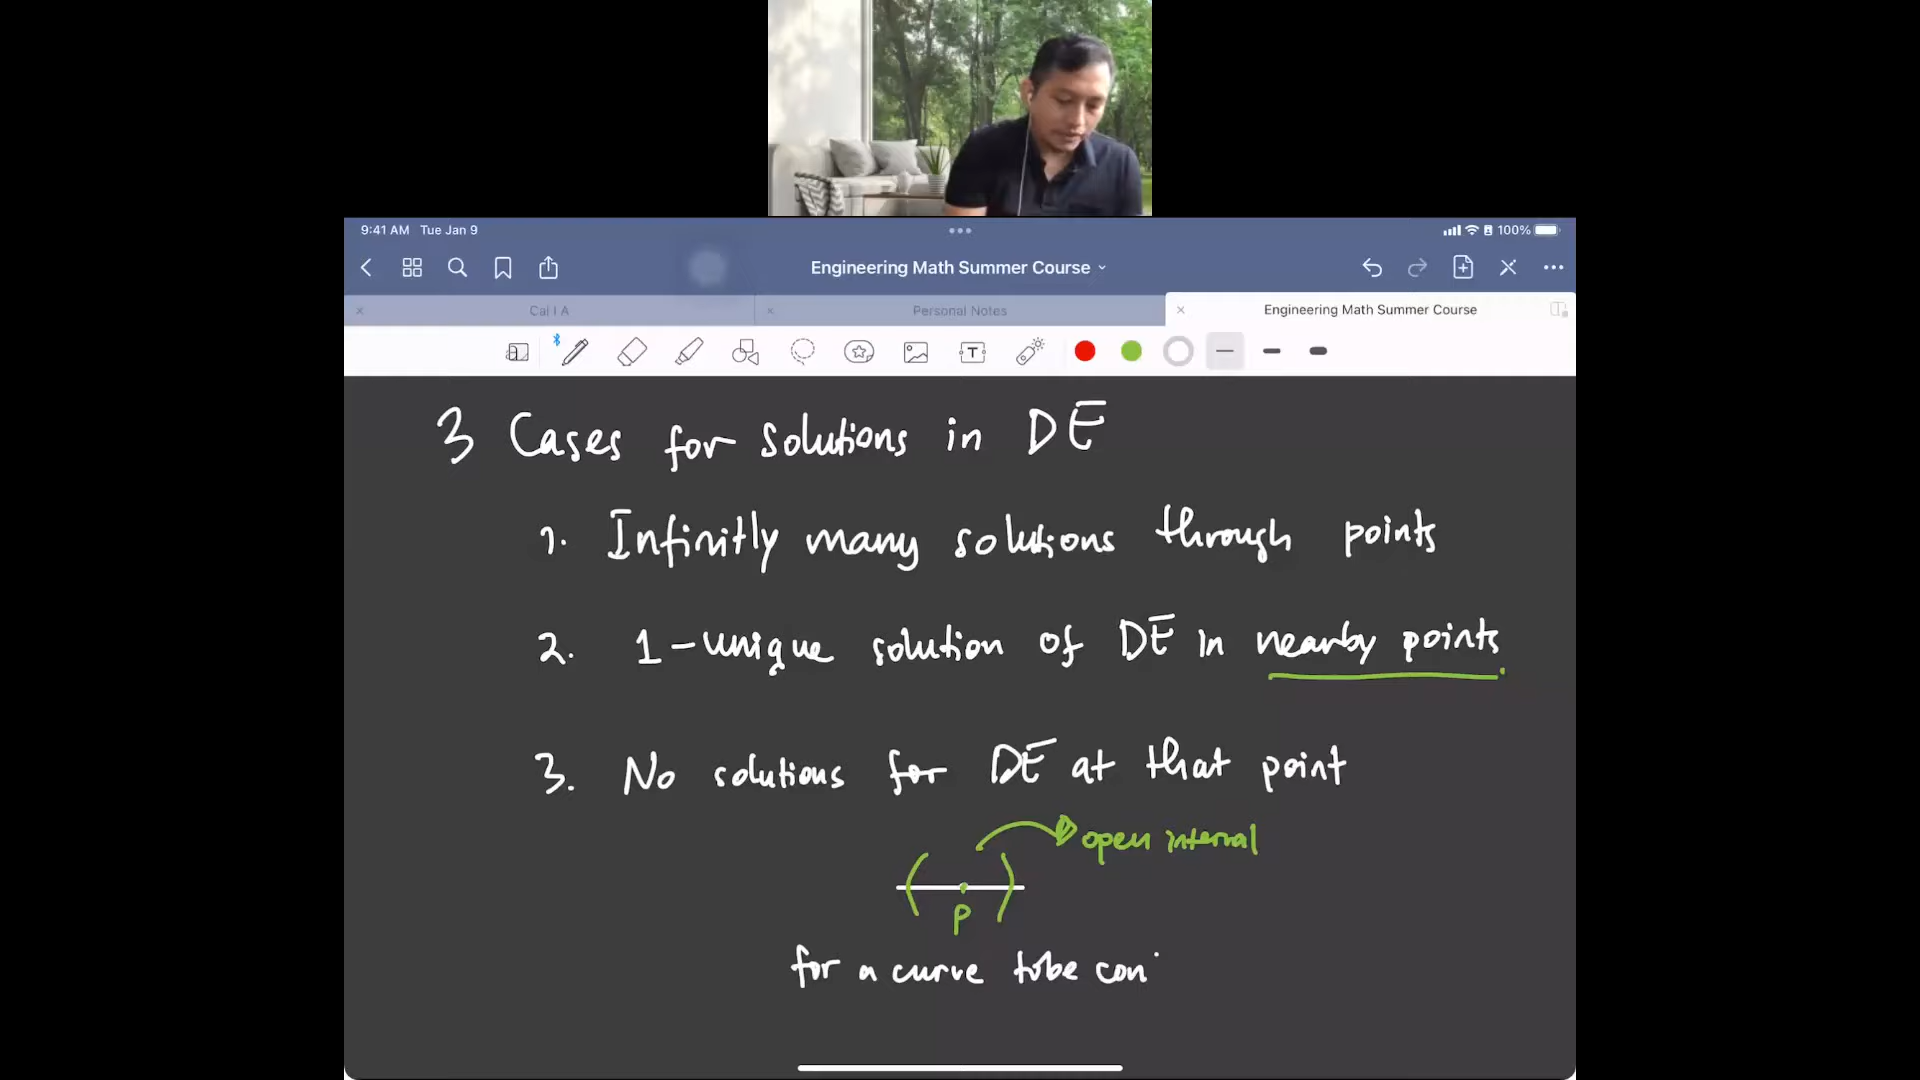 9:41 AM Tue Jan 9
100%
Engineering Math Summer Course
Cal I A
Personal Notes
Engineering Math Summer Course
3 Cases for solutions in DE
1. Infinitly many solutions through points
2. 1-unique solution of DE in nearby points
3. No solutions for DE at that point
open interval
P
for a curve tobe con